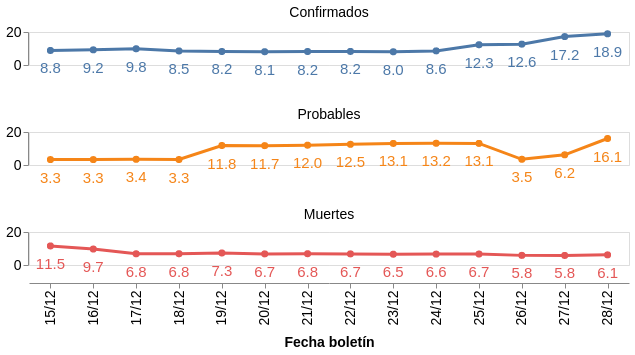 Confirmados
20
0
8.8 9.2 9.8 8.5 8.2 8.1 8.2 8.2 8.0 8.6 12.3 12.6 17.2 18.9
Probables
20
0
3.3 3.3 3.4 3.3 11.8 11.7 12.0 12.5 13.1 13.2 13.1 3.5 6.2 16.1
Muertes
20
0
11.5 9.7 6.8 6.8 7.3 6.7 6.8 6.7 6.5 6.6 6.7 5.8 5.8 6.1
15/12 16/12 17/12 18/12 19/12 20/12 21/12 22/12 23/12 24/12 25/12 26/12 27/12 28/12
Fecha boletín